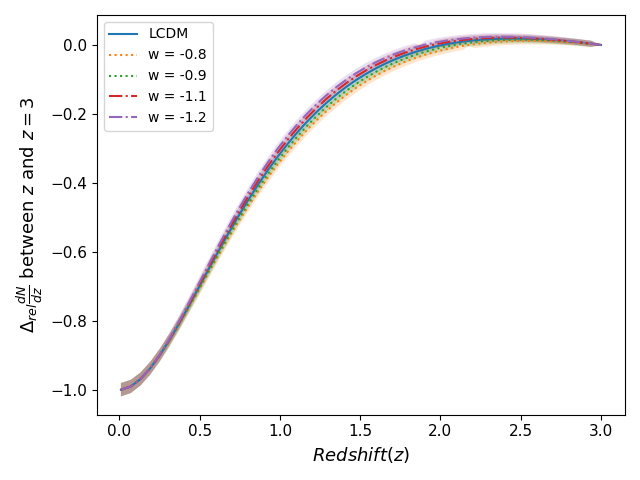 LCDM
w = -0.8
w = -0.9
w = -1.1
w = -1.2
0.0
−0.2
−0.4
−0.6
−0.8
−1.0
Δ_rel dN/dz between z and z = 3
0.0 0.5 1.0 1.5 2.0 2.5 3.0
Redshift(z)